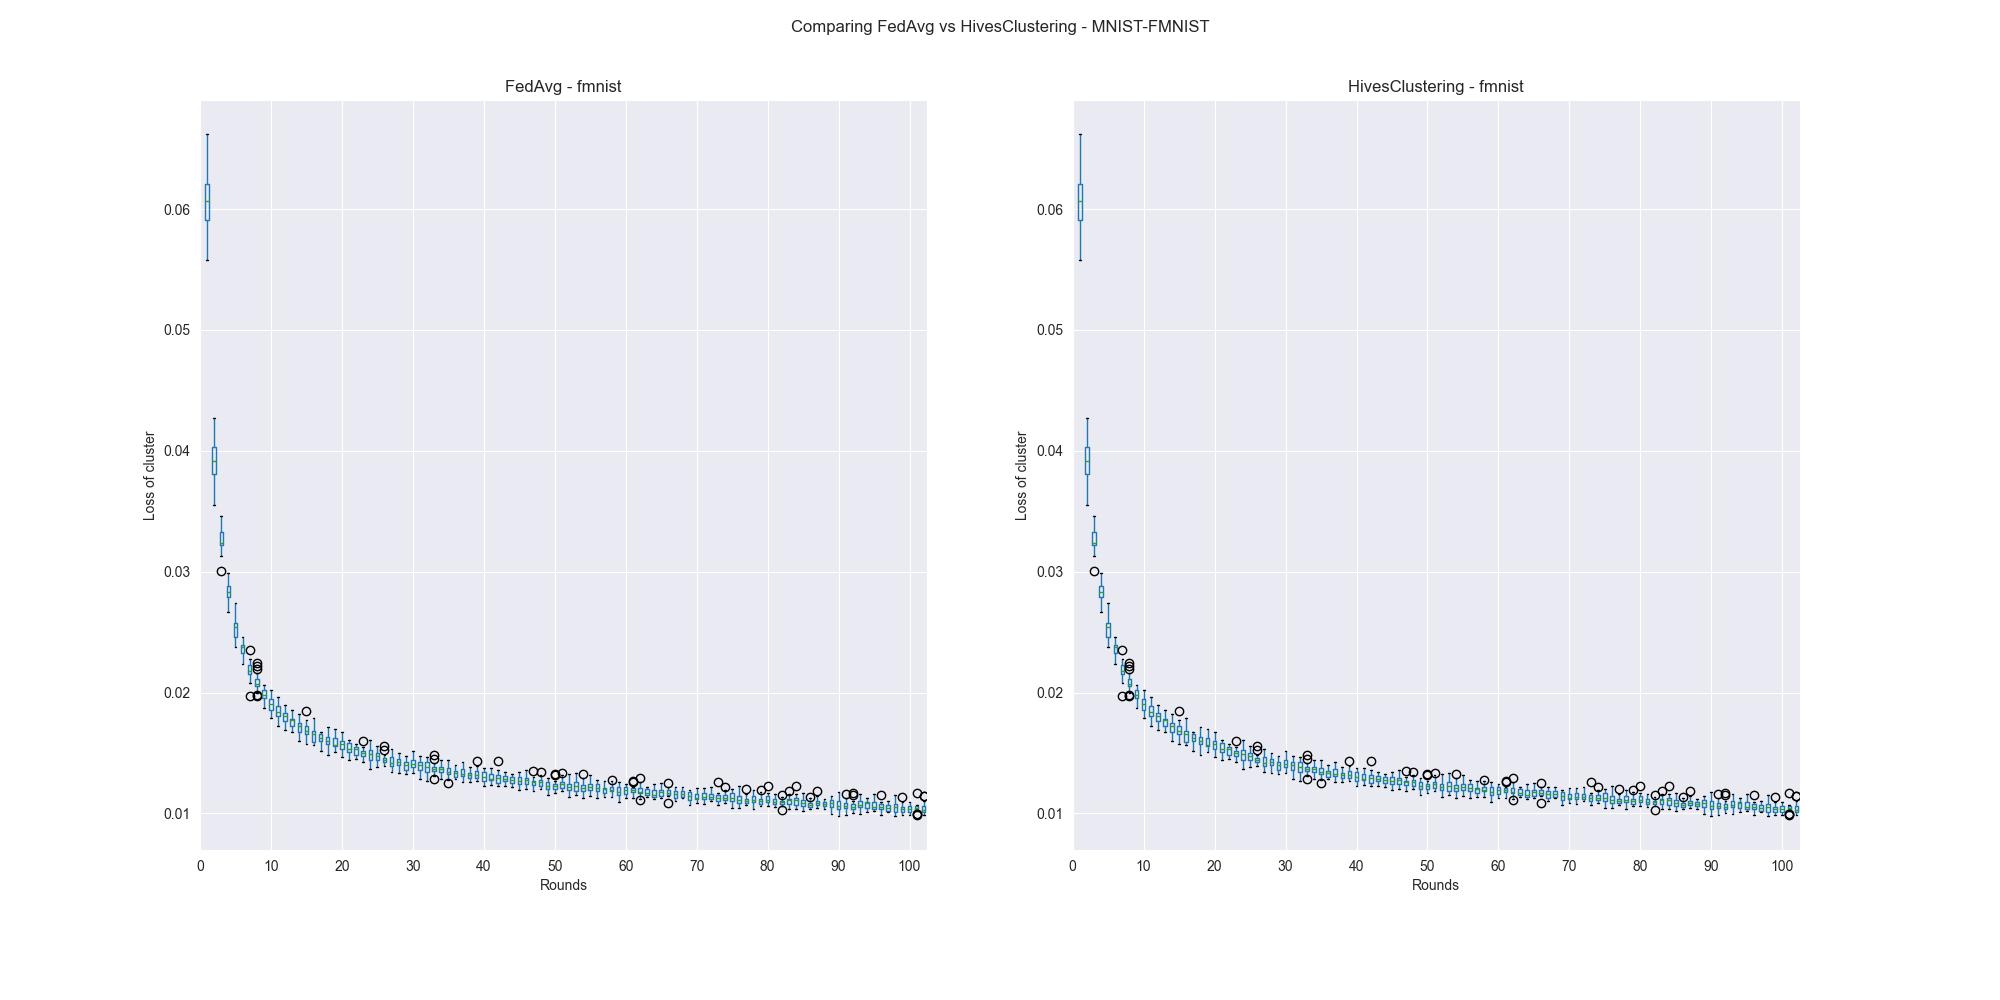 Comparing FedAvg vs HivesClustering - MNIST-FMNIST
FedAvg - fmnist
0.06
0.05
0.04
0.03
0.02
0.01
Loss of cluster
0 10 20 30 40 50 60 70 80 90 100
Rounds
HivesClustering - fmnist
0.06
0.05
0.04
0.03
0.02
0.01
Loss of cluster
0 10 20 30 40 50 60 70 80 90 100
Rounds